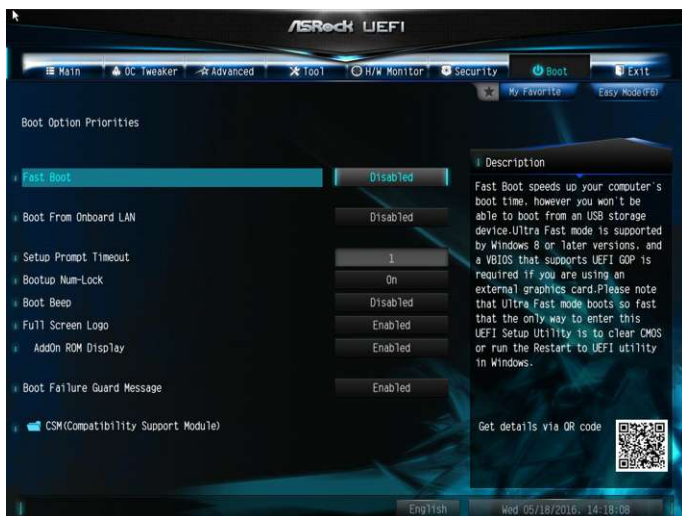 ASRock UEFI
Main OC Tweaker Advanced Tool H/W Monitor Security Boot Exit
My Favorite Easy Mode(F6)
Boot Option Priorities
Fast Boot Disabled
Boot From Onboard LAN Disabled
Setup Prompt Timeout 1
Bootup Num-Lock On
Boot Beep Disabled
Full Screen Logo Enabled
AddOn ROM Display Enabled
Boot Failure Guard Message Enabled
CSM(Compatibility Support Module)
Description
Fast Boot speeds up your computer's
boot time. however you won't be
able to boot from an USB storage
device.Ultra Fast mode is supported
by Windows 8 or later versions. and
a VBIOS that supports UEFI GOP is
required if you are using an
external graphics card.Please note
that Ultra Fast mode boots so fast
that the only way to enter this
UEFI Setup Utility is to clear CMOS
or run the Restart to UEFI utility
in Windows.
Get details via QR code
English Wed 05/18/2016. 14:18:08